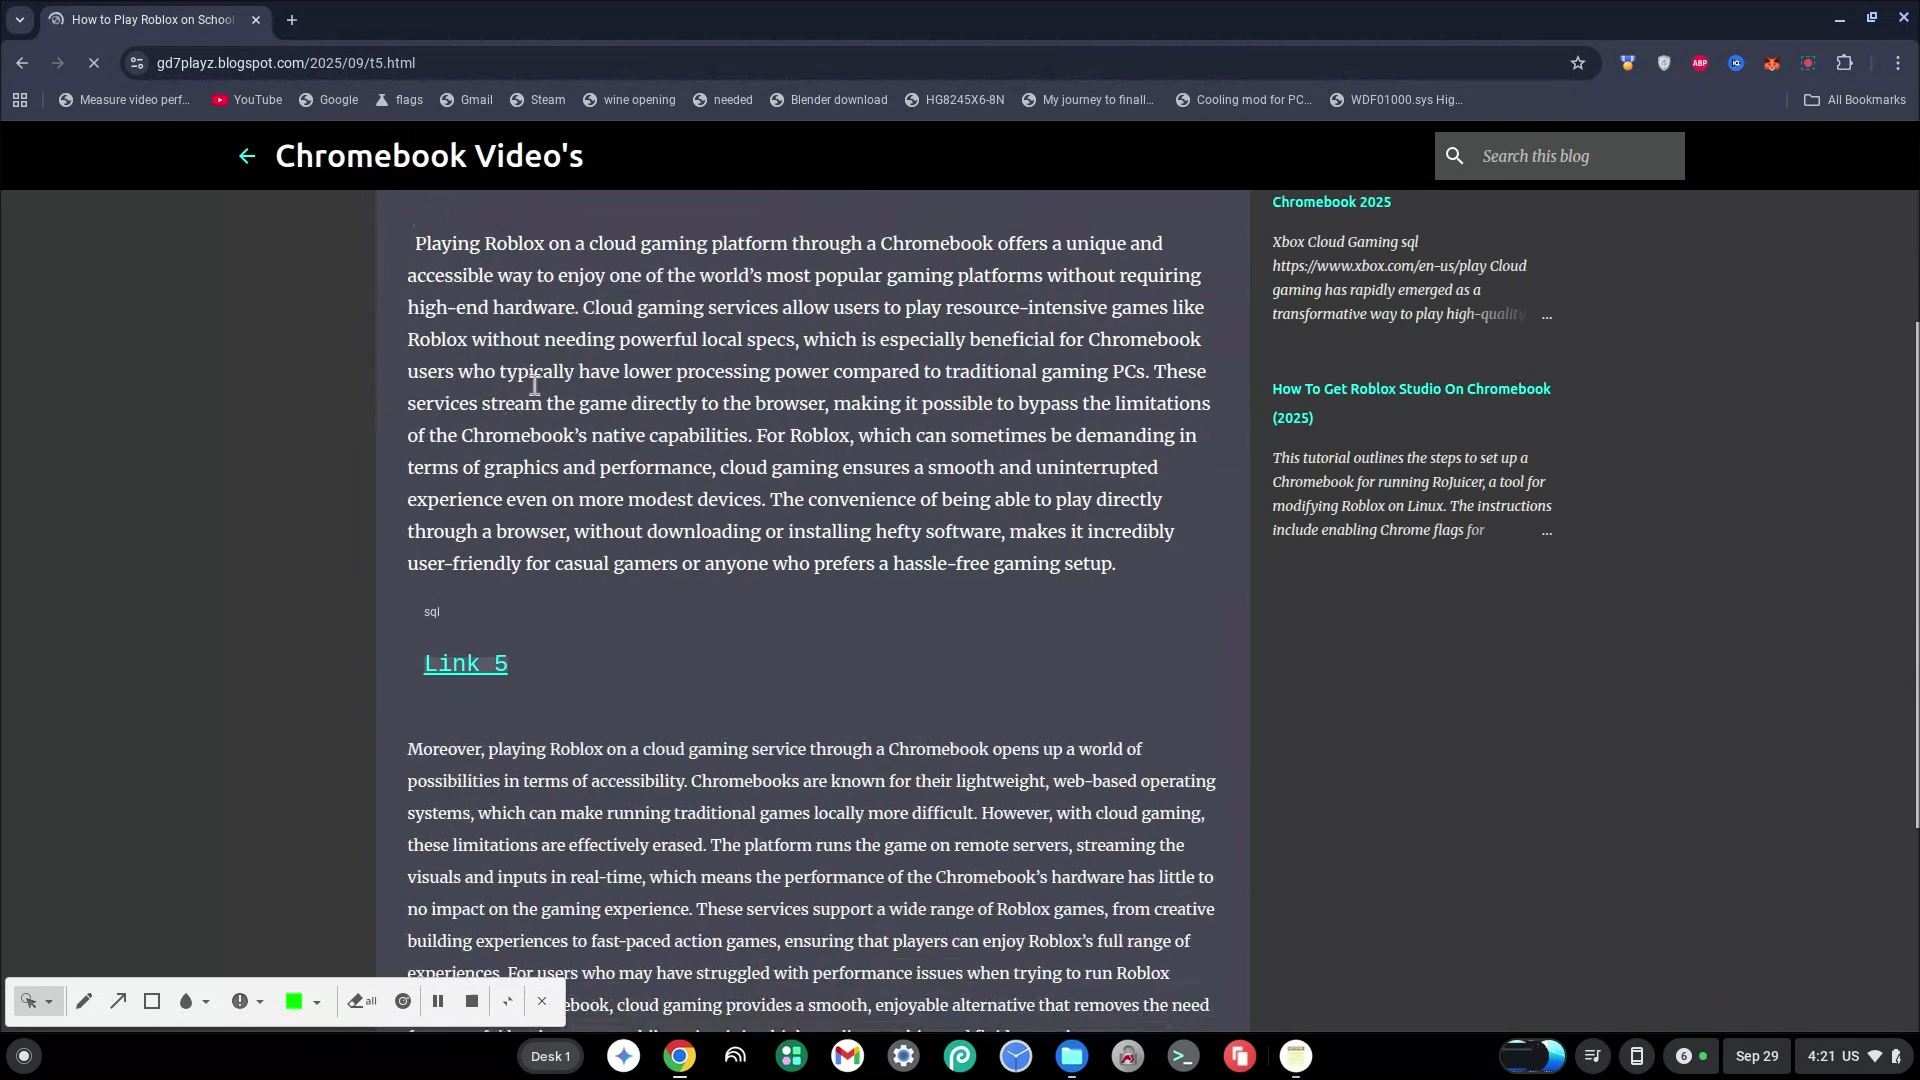 How to Play Roblox on School
gd7playz.blogspot.com/2025/09/t5.html
ABP
Measure video perf...
YouTube
Google
flags
Gmail
Steam
wine opening
needed
Blender download
HG8245X6-8N
My journey to finall...
Cooling mod for PC...
WDF01000.sys Hig...
All Bookmarks
Chromebook Video's
Search this blog
Playing Roblox on a cloud gaming platform through a Chromebook offers a unique and
accessible way to enjoy one of the world’s most popular gaming platforms without requiring
high-end hardware. Cloud gaming services allow users to play resource-intensive games like
Roblox without needing powerful local specs, which is especially beneficial for Chromebook
users who typically have lower processing power compared to traditional gaming PCs. These
services stream the game directly to the browser, making it possible to bypass the limitations
of the Chromebook’s native capabilities. For Roblox, which can sometimes be demanding in
terms of graphics and performance, cloud gaming ensures a smooth and uninterrupted
experience even on more modest devices. The convenience of being able to play directly
through a browser, without downloading or installing hefty software, makes it incredibly
user-friendly for casual gamers or anyone who prefers a hassle-free gaming setup.
sql
Link 5
Moreover, playing Roblox on a cloud gaming service through a Chromebook opens up a world of
possibilities in terms of accessibility. Chromebooks are known for their lightweight, web-based operating
systems, which can make running traditional games locally more difficult. However, with cloud gaming,
these limitations are effectively erased. The platform runs the game on remote servers, streaming the
visuals and inputs in real-time, which means the performance of the Chromebook’s hardware has little to
no impact on the gaming experience. These services support a wide range of Roblox games, from creative
building experiences to fast-paced action games, ensuring that players can enjoy Roblox’s full range of
experiences. For users who may have struggled with performance issues when trying to run Roblox
ebook, cloud gaming provides a smooth, enjoyable alternative that removes the need
Chromebook 2025
Xbox Cloud Gaming sql
https://www.xbox.com/en-us/play Cloud
gaming has rapidly emerged as a
transformative way to play high-quality ...
How To Get Roblox Studio On Chromebook
(2025)
This tutorial outlines the steps to set up a
Chromebook for running RoJuicer, a tool for
modifying Roblox on Linux. The instructions
include enabling Chrome flags for ...
all
Desk 1
6
Sep 29
4:21 US